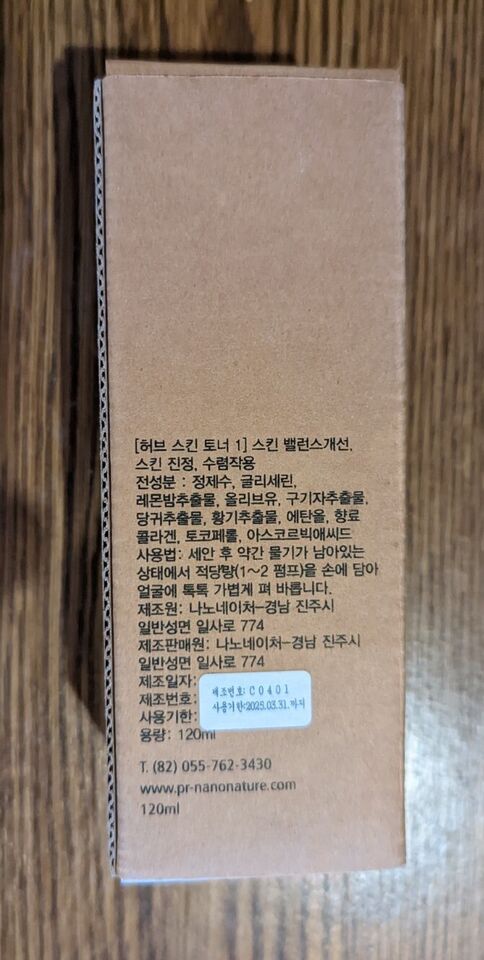 [허브 스킨 토너 1] 스킨 밸런스개선,
스킨 진정, 수렴작용
전성분 : 정제수, 글리세린,
레몬밤추출물, 올리브유, 구기자추출물,
당귀추출물, 황기추출물, 에탄올, 향료
콜라겐, 토코페롤, 아스코르빅애씨드
사용법: 세안 후 약간 물기가 남아있는
상태에서 적당량(1~2 펌프)을 손에 담아
얼굴에 톡톡 가볍게 펴 바릅니다.
제조원: 나노네이처-경남 진주시
일반성면 일사로 774
제조판매원: 나노네이처-경남 진주시
일반성면 일사로 774
제조일자:
제조번호:
제조번호: C0401
사용기한:
사용기한:2025.03.31.까지
용량: 120ml
T. (82) 055-762-3430
www.pr-nanonature.com
120ml